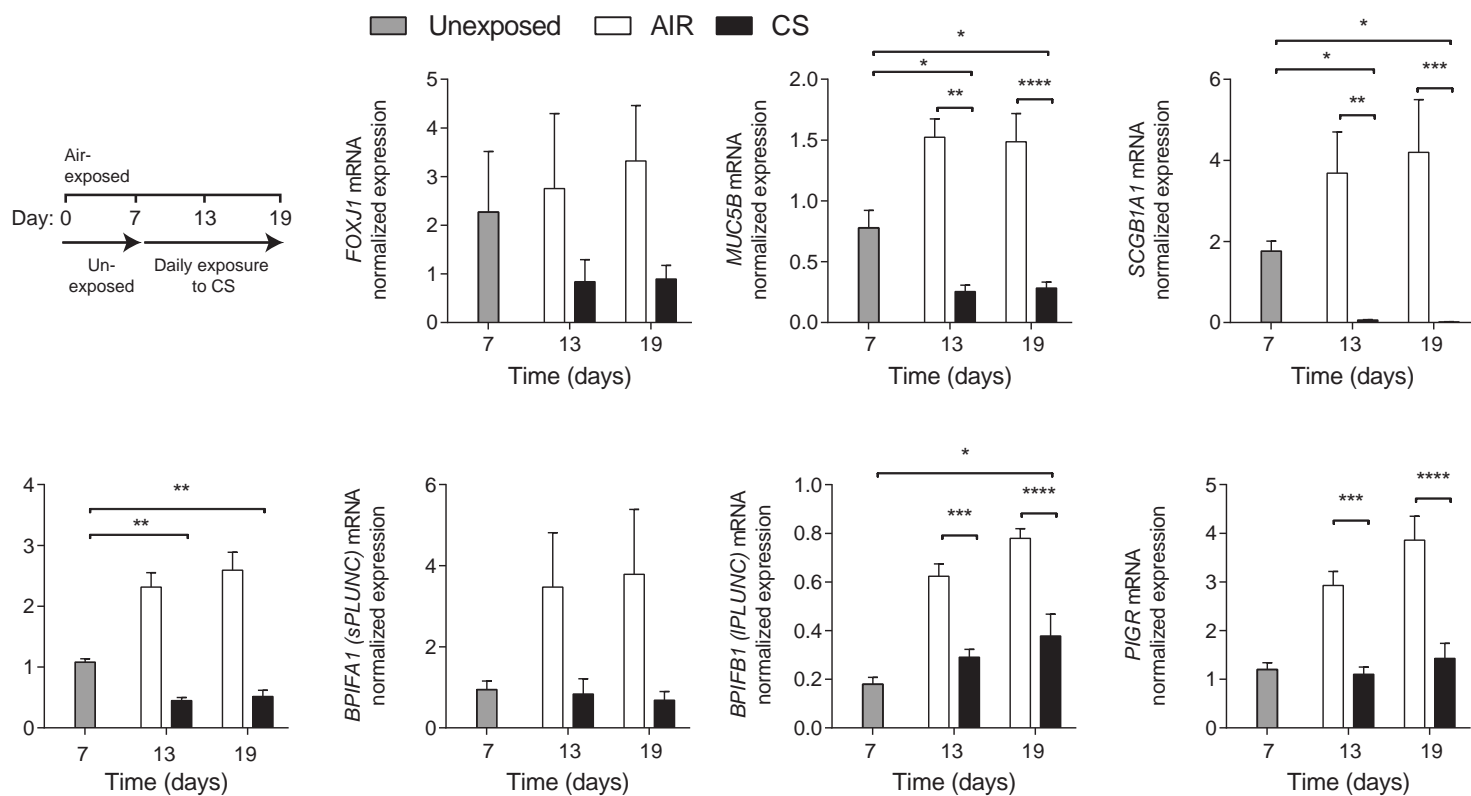 Unexposed AIR CS
Air-
exposed
Day: 0 7 13 19
Un-
exposed
Daily exposure
to CS
FOXJ1 mRNA
normalized expression
5
4
3
2
1
0
7 13 19
Time (days)
MUC5B mRNA
normalized expression
*
*
** ****
2.0
1.5
1.0
0.5
0.0
7 13 19
Time (days)
SCGB1A1 mRNA
normalized expression
*
*
** ***
6
4
2
0
7 13 19
Time (days)
**
**
4
3
2
1
0
7 13 19
Time (days)
BPIFA1 (sPLUNC) mRNA
normalized expression
6
4
2
0
7 13 19
Time (days)
BPIFB1 (lPLUNC) mRNA
normalized expression
*
*** ****
1.0
0.8
0.6
0.4
0.2
0.0
7 13 19
Time (days)
PIGR mRNA
normalized expression
*** ****
5
4
3
2
1
0
7 13 19
Time (days)